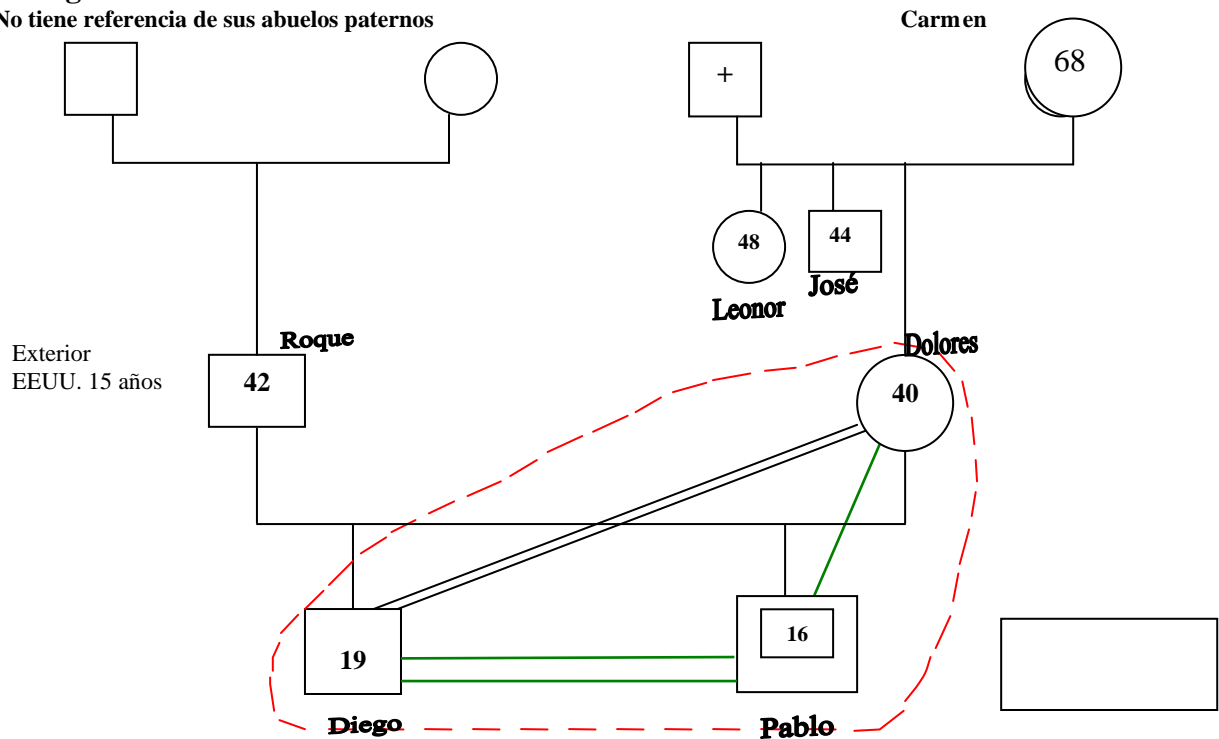 No tiene referencia de sus abuelos paternos
Carmen
+
68
48
44
José
Leonor
Roque
Dolores
Exterior
EEUU. 15 años
42
40
16
19
Diego
Pablo